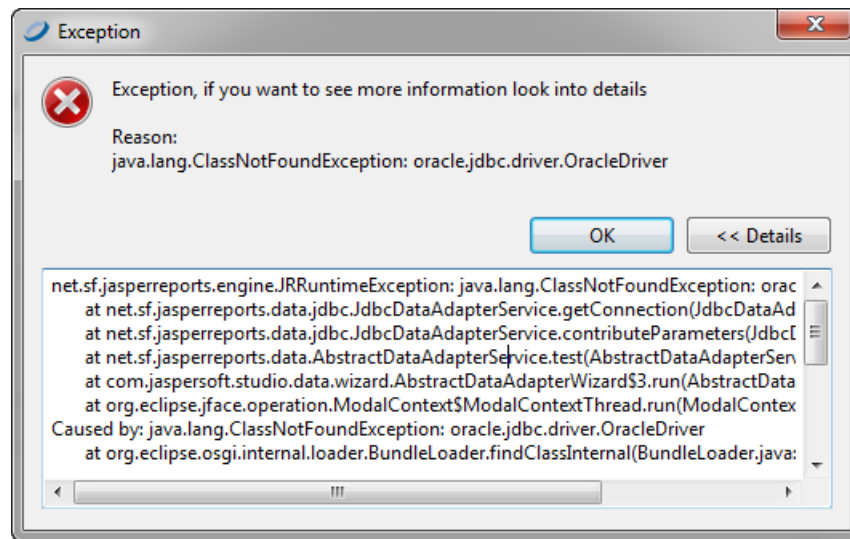 Exception
Exception, if you want to see more information look into details
Reason:
java.lang.ClassNotFoundException: oracle.jdbc.driver.OracleDriver
OK
<< Details
net.sf.jasperreports.engine.JRRuntimeException: java.lang.ClassNotFoundException: orac
at net.sf.jasperreports.data.jdbc.JdbcDataAdapterService.getConnection(JdbcDataAd
at net.sf.jasperreports.data.jdbc.JdbcDataAdapterService.contributeParameters(JdbcD
at net.sf.jasperreports.data.AbstractDataAdapterService.test(AbstractDataAdapterServ
at com.jaspersoft.studio.data.wizard.AbstractDataAdapterWizard$3.run(AbstractData
at org.eclipse.jface.operation.ModalContext$ModalContextThread.run(ModalContex
Caused by: java.lang.ClassNotFoundException: oracle.jdbc.driver.OracleDriver
at org.eclipse.osgi.internal.loader.BundleLoader.findClassInternal(BundleLoader.java: